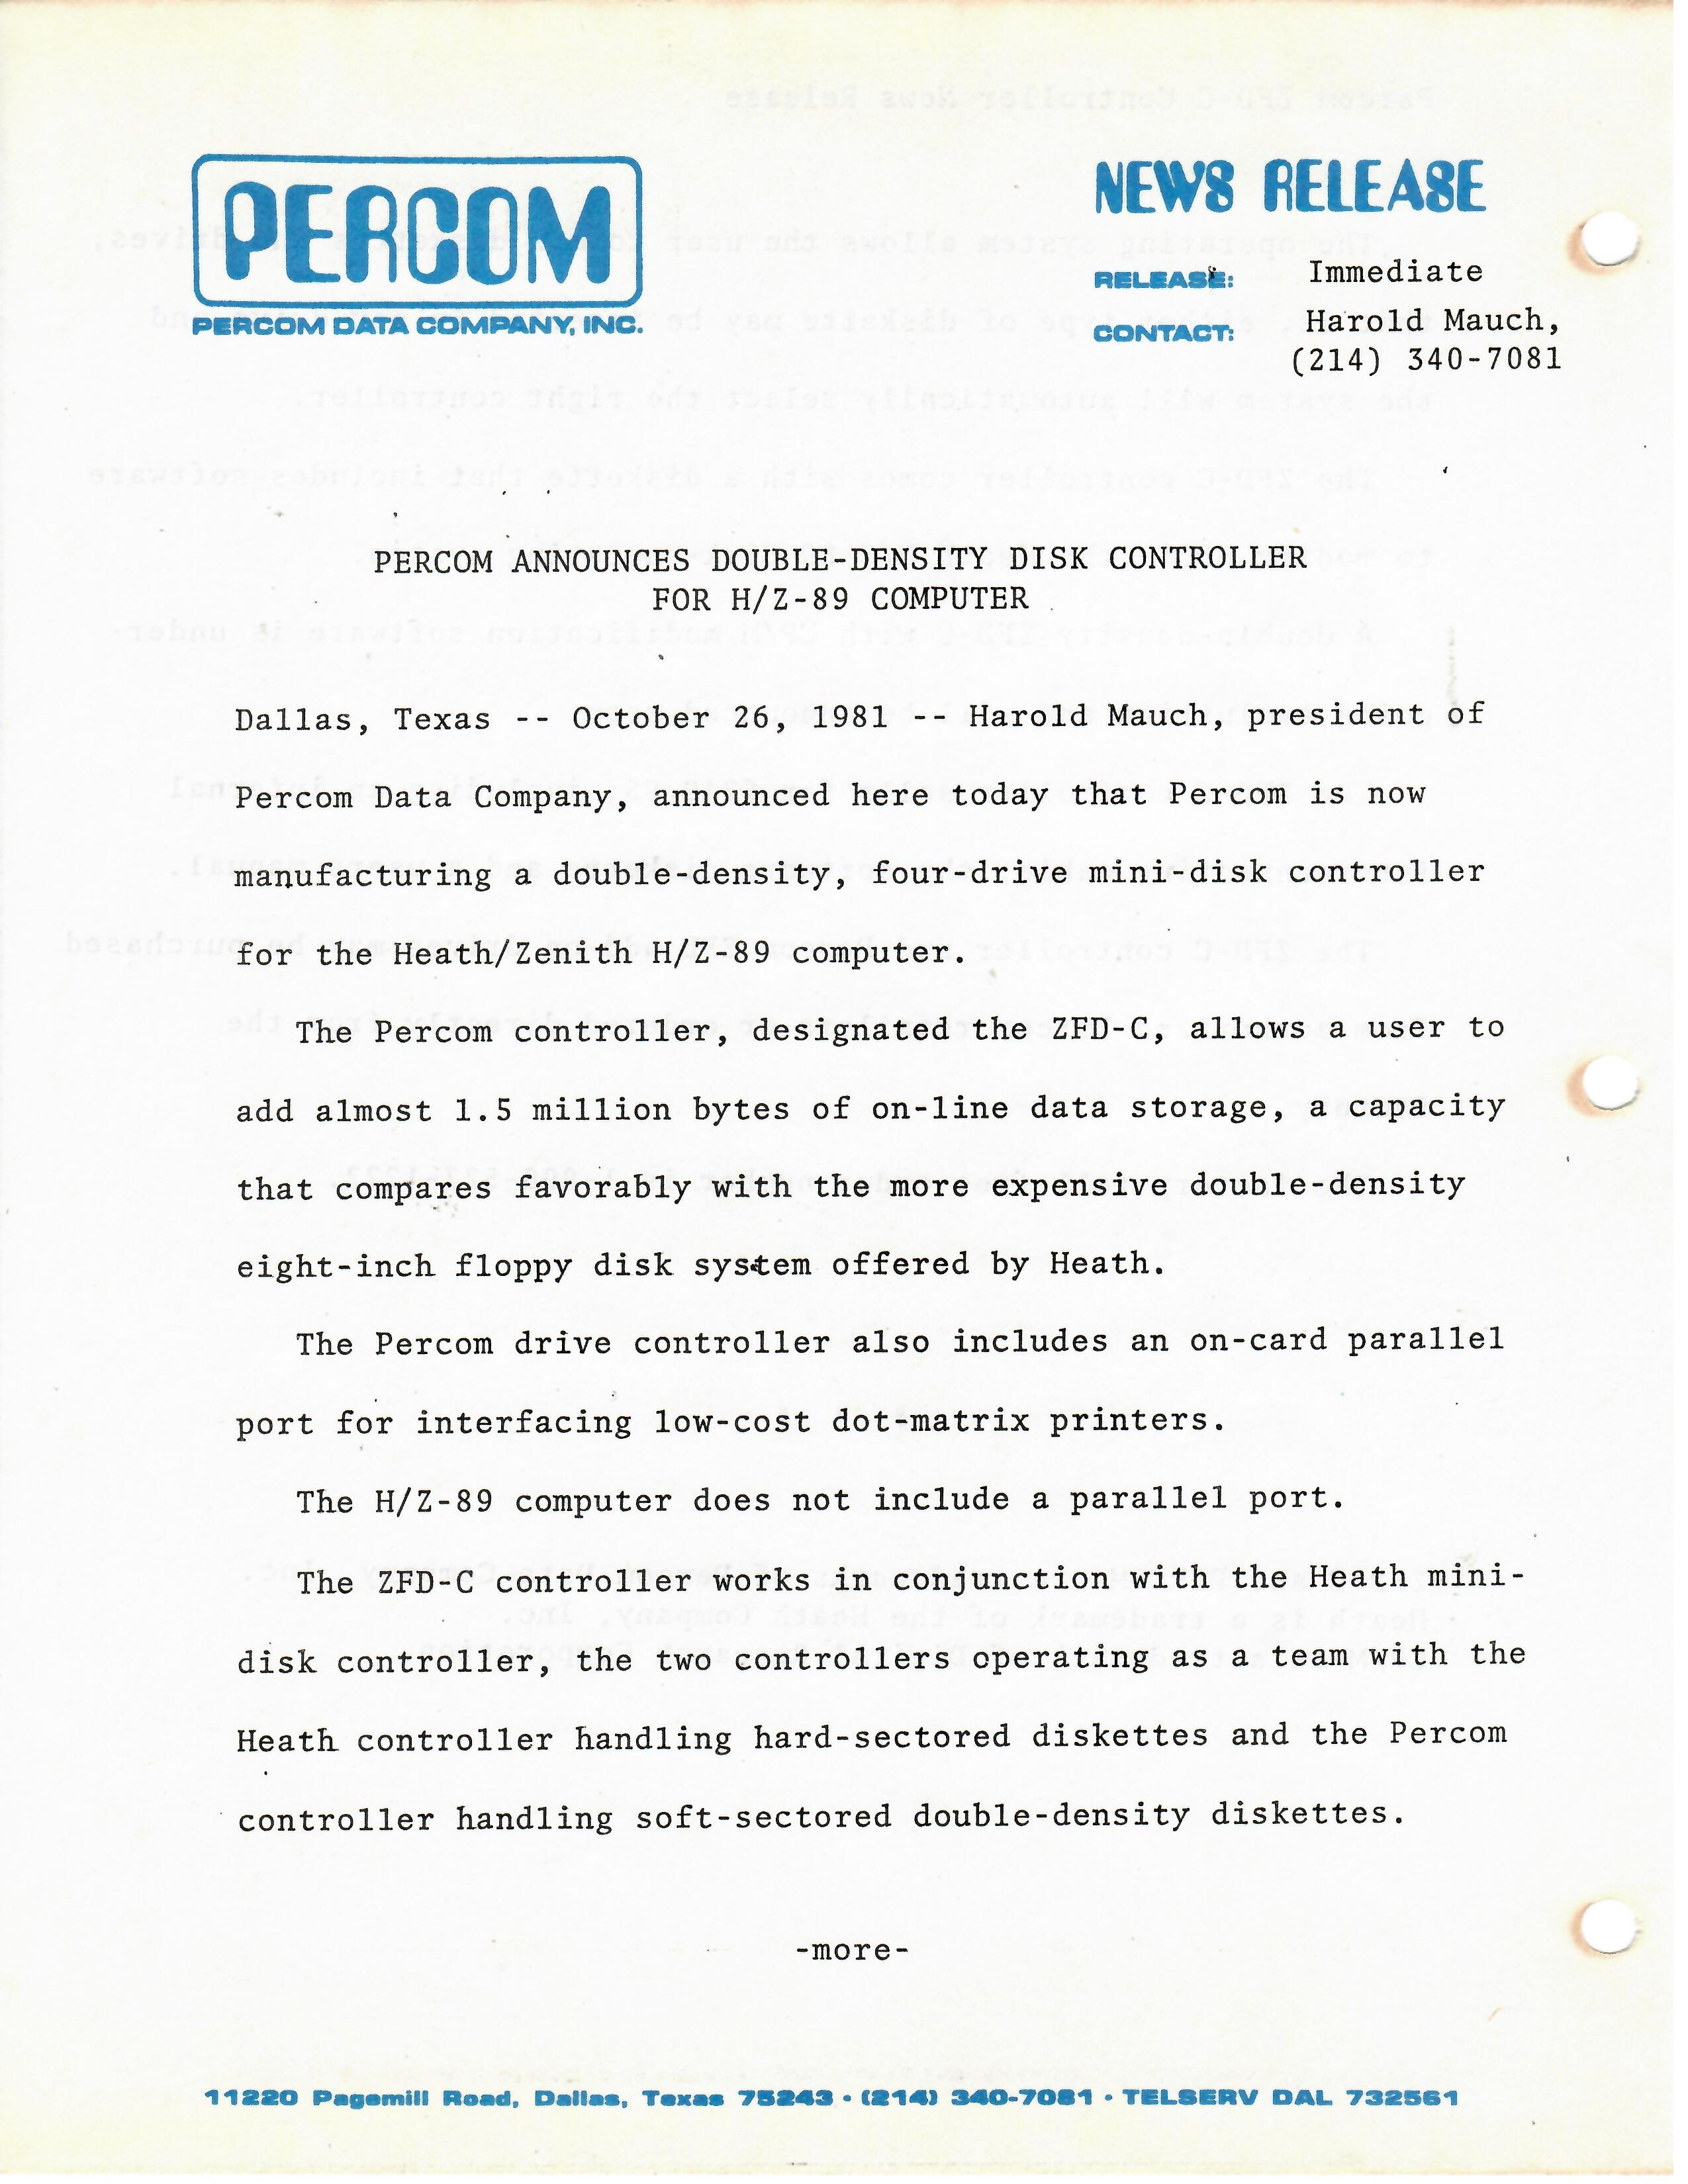 PERCOM
PERCOM DATA COMPANY, INC.
NEWS RELEASE
RELEASE: Immediate
CONTACT: Harold Mauch,
(214) 340-7081
PERCOM ANNOUNCES DOUBLE-DENSITY DISK CONTROLLER
FOR H/Z-89 COMPUTER
Dallas, Texas -- October 26, 1981 -- Harold Mauch, president of
Percom Data Company, announced here today that Percom is now
manufacturing a double-density, four-drive mini-disk controller
for the Heath/Zenith H/Z-89 computer.
The Percom controller, designated the ZFD-C, allows a user to
add almost 1.5 million bytes of on-line data storage, a capacity
that compares favorably with the more expensive double-density
eight-inch floppy disk system offered by Heath.
The Percom drive controller also includes an on-card parallel
port for interfacing low-cost dot-matrix printers.
The H/Z-89 computer does not include a parallel port.
The ZFD-C controller works in conjunction with the Heath mini-
disk controller, the two controllers operating as a team with the
Heath controller handling hard-sectored diskettes and the Percom
controller handling soft-sectored double-density diskettes.
-more-
11220 Pagemill Road, Dallas, Texas 75243 • (214) 340-7081 • TELSERV DAL 732561